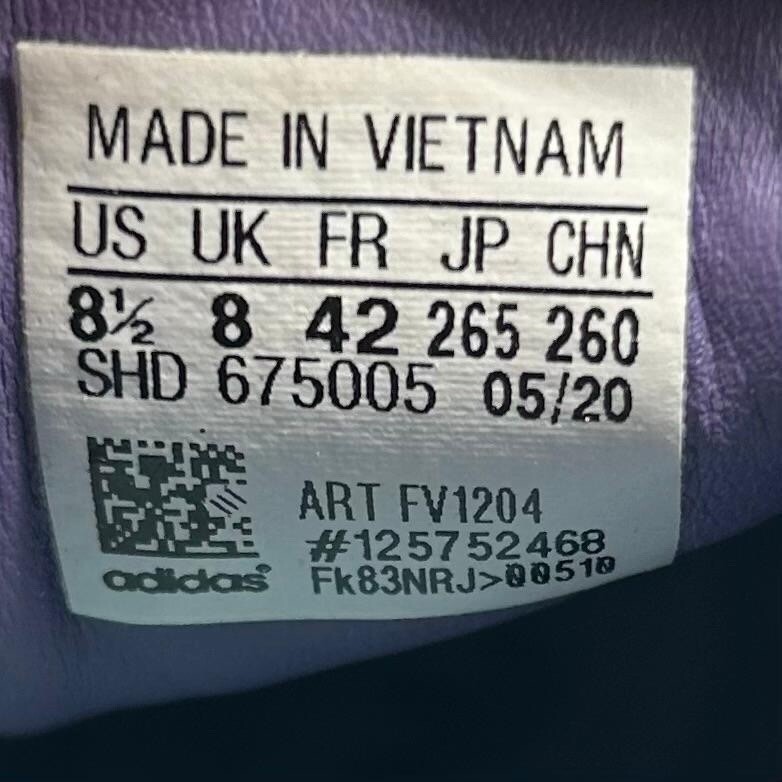 MADE IN VIETNAM
US UK FR JP CHN
8½ 8 42 265 260
SHD 675005 05/20
ART FV1204
#125752468
adidas® Fk83NRJ>00510